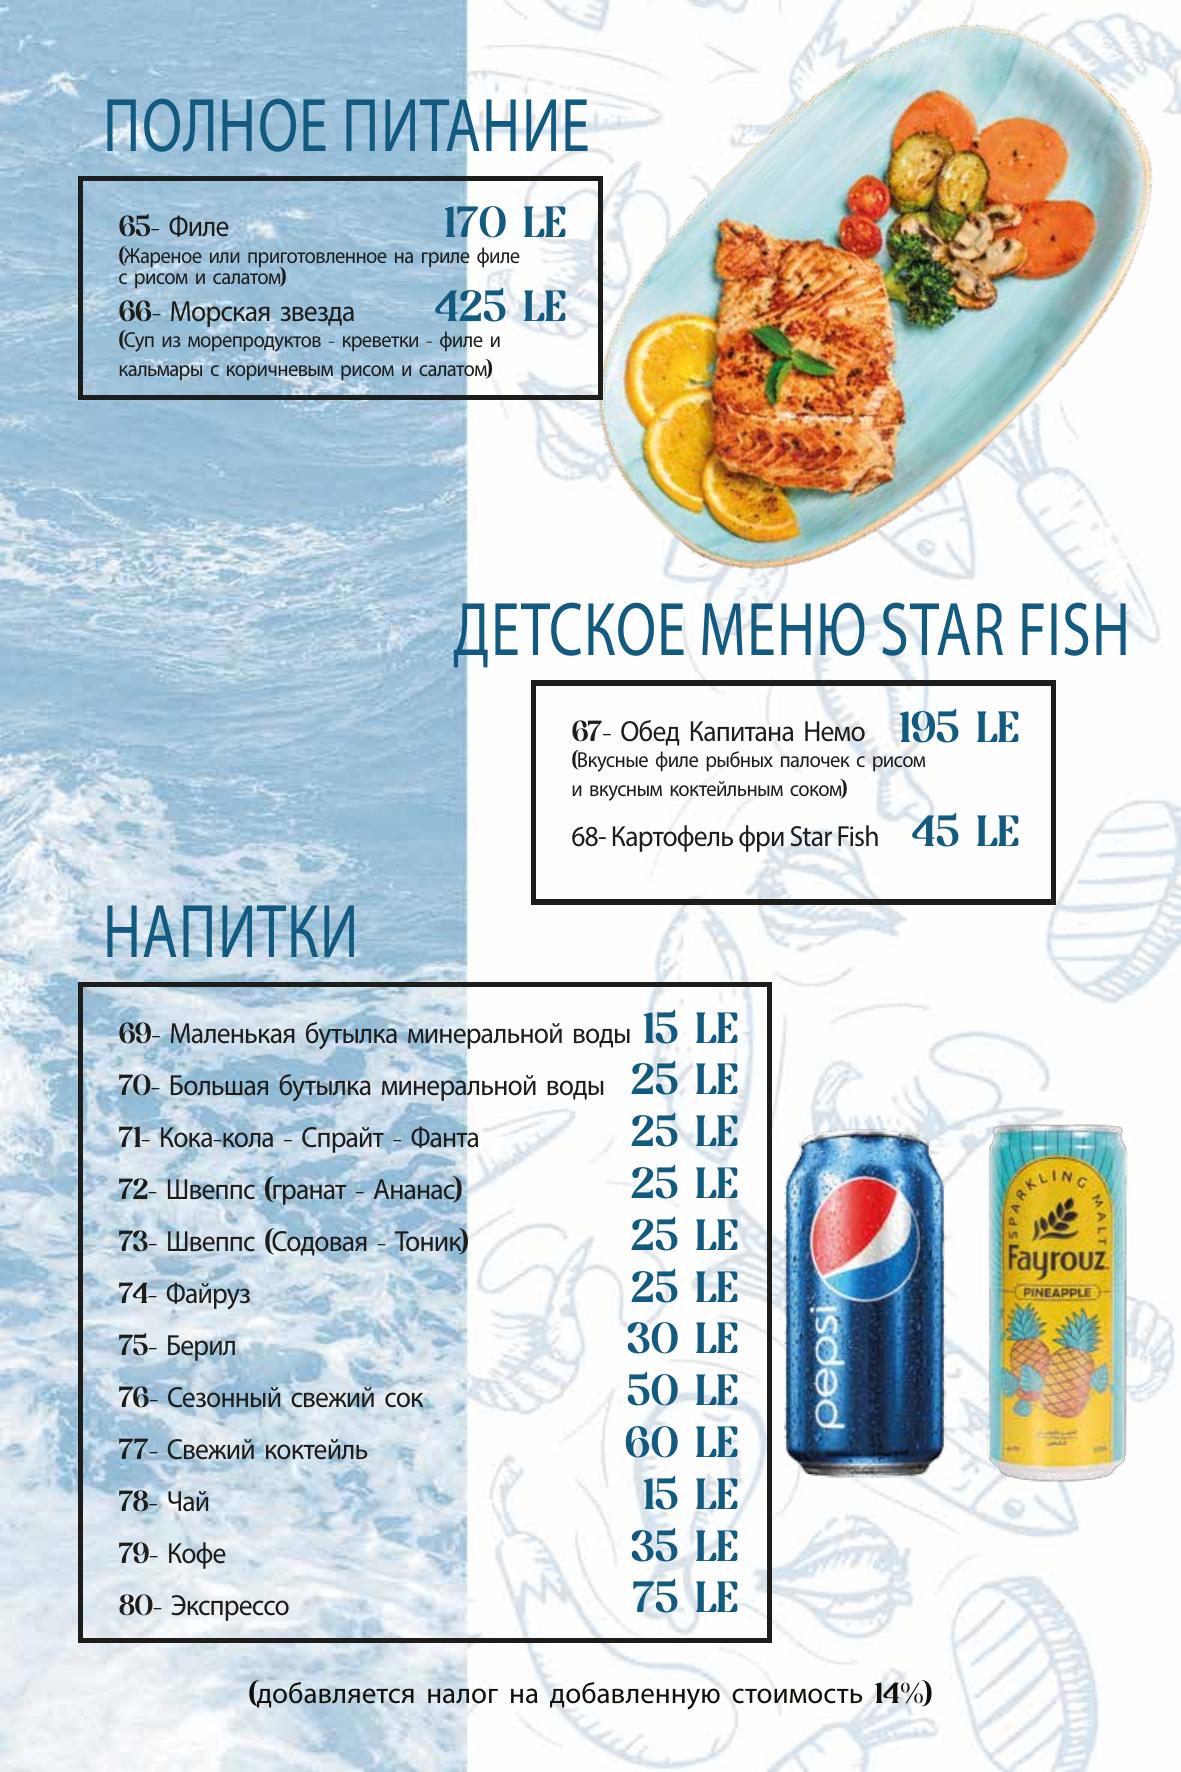 ПОЛНОЕ ПИТАНИЕ
65- Филе 170 LE
(Жареное или приготовленное на гриле филе
с рисом и салатом)
66- Морская звезда 425 LE
(Суп из морепродуктов - креветки - филе и
кальмары с коричневым рисом и салатом)
ДЕТСКОЕ МЕНЮ STAR FISH
67- Обед Капитана Немо 195 LE
(Вкусные филе рыбных палочек с рисом
и вкусным коктейльным соком)
68- Картофель фри Star Fish 45 LE
НАПИТКИ
69- Маленькая бутылка минеральной воды 15 LE
70- Большая бутылка минеральной воды 25 LE
71- Кока-кола - Спрайт - Фанта 25 LE
72- Швеппс (гранат - Ананас) 25 LE
73- Швеппс (Содовая - Тоник) 25 LE
74- Файруз 25 LE
75- Берил 30 LE
76- Сезонный свежий сок 50 LE
77- Свежий коктейль 60 LE
78- Чай 15 LE
79- Кофе 35 LE
80- Экспрессо 75 LE
pepsi
SPARKLING MALT
Fayrouz
PINEAPPLE
(добавляется налог на добавленную стоимость 14%)